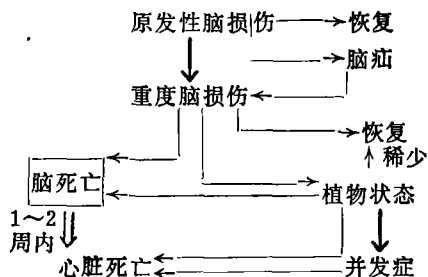 原发性脑损伤 恢复
脑疝
重度脑损伤
恢复
稀少
脑死亡
植物状态
1～2
周内
心脏死亡 并发症